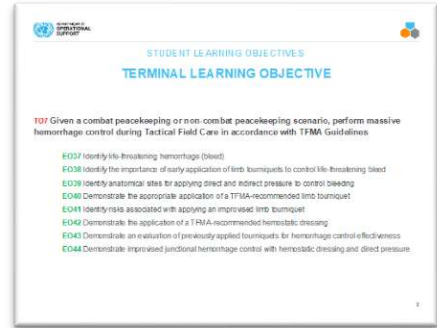 DEPARTMENT OF
OPERATIONAL
SUPPORT
STUDENT LEARNING OBJECTIVES
TERMINAL LEARNING OBJECTIVE
TO7 Given a combat peacekeeping or non-combat peacekeeping scenario, perform massive
hemorrhage control during Tactical Field Care in accordance with TFMA Guidelines
EO37 Identify life-threatening hemorrhage (bleed)
EO38 Identify the importance of early application of limb tourniquets to control life-threatening bleed
EO39 Identify anatomical sites for applying direct and indirect pressure to control bleeding
EO40 Demonstrate the appropriate application of a TFMA-recommended limb tourniquet
EO41 Identify risks associated with applying an improvised limb tourniquet
EO42 Demonstrate the application of a TFMA-recommended hemostatic dressing
EO43 Demonstrate an evaluation of previously applied tourniquets for hemorrhage control effectiveness
EO44 Demonstrate improvised junctional hemorrhage control with hemostatic dressing and direct pressure